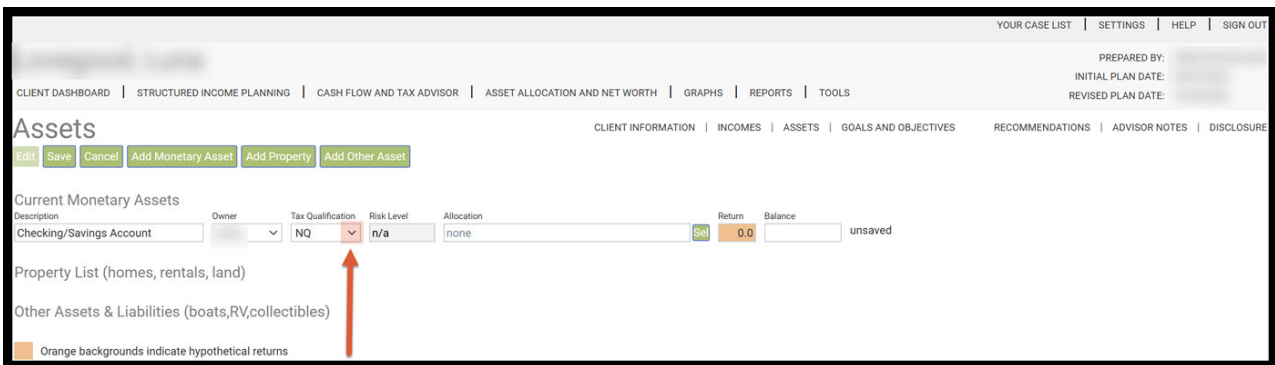 YOUR CASE LIST | SETTINGS | HELP | SIGN OUT
PREPARED BY:
INITIAL PLAN DATE:
REVISED PLAN DATE:
CLIENT DASHBOARD | STRUCTURED INCOME PLANNING | CASH FLOW AND TAX ADVISOR | ASSET ALLOCATION AND NET WORTH | GRAPHS | REPORTS | TOOLS
Assets
CLIENT INFORMATION | INCOMES | ASSETS | GOALS AND OBJECTIVES RECOMMENDATIONS | ADVISOR NOTES | DISCLOSURE
Edit Save Cancel Add Monetary Asset Add Property Add Other Asset
Current Monetary Assets
Description Owner Tax Qualification Risk Level Allocation Return Balance
Checking/Savings Account NQ n/a none Sel 0.0 unsaved
Property List (homes, rentals, land)
Other Assets & Liabilities (boats,RV,collectibles)
Orange backgrounds indicate hypothetical returns